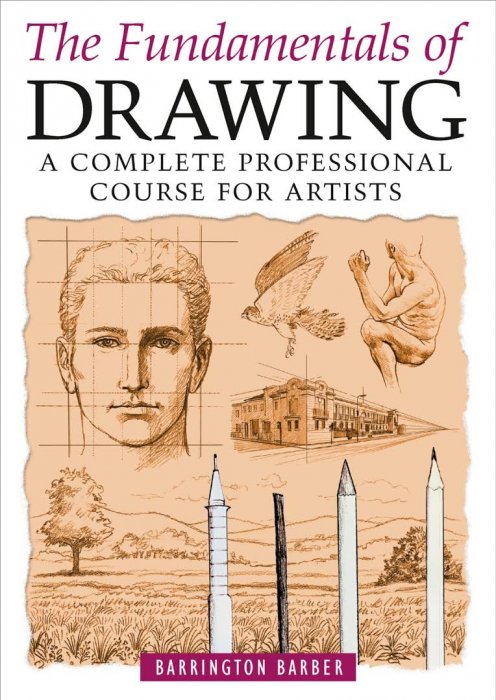 The Fundamentals of
DRAWING
A COMPLETE PROFESSIONAL
COURSE FOR ARTISTS
BARRINGTON BARBER